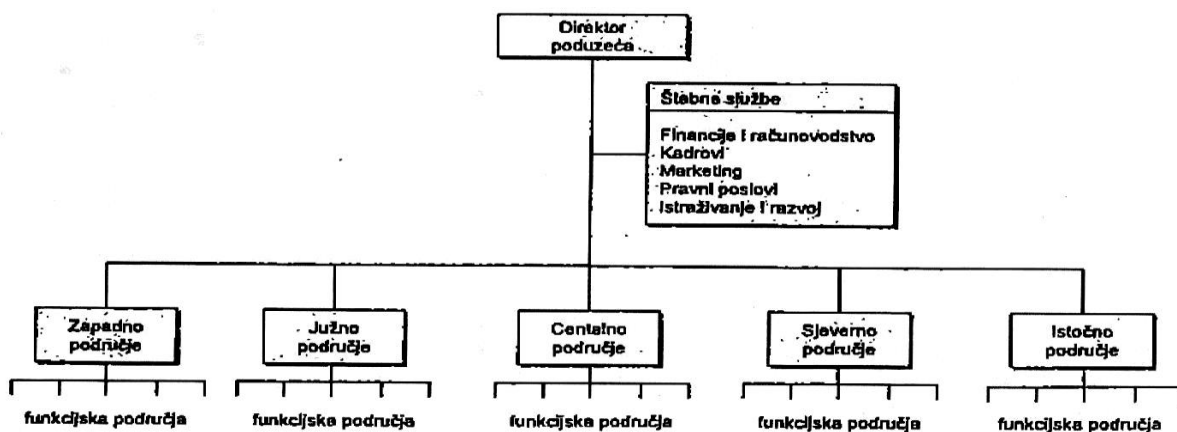 Direktor
poduzeća
Štabne službe
Financije i računovodstvo
Kadrovi
Marketing
Pravni poslovi
Istraživanje i razvoj
Zapadno
područje
Južno
područje
Centalno
područje
Sjeverno
područje
Istočno
područje
funkcijska područja
funkcijska područja
funkcijska područja
funkcijska područja
funkcijska područja